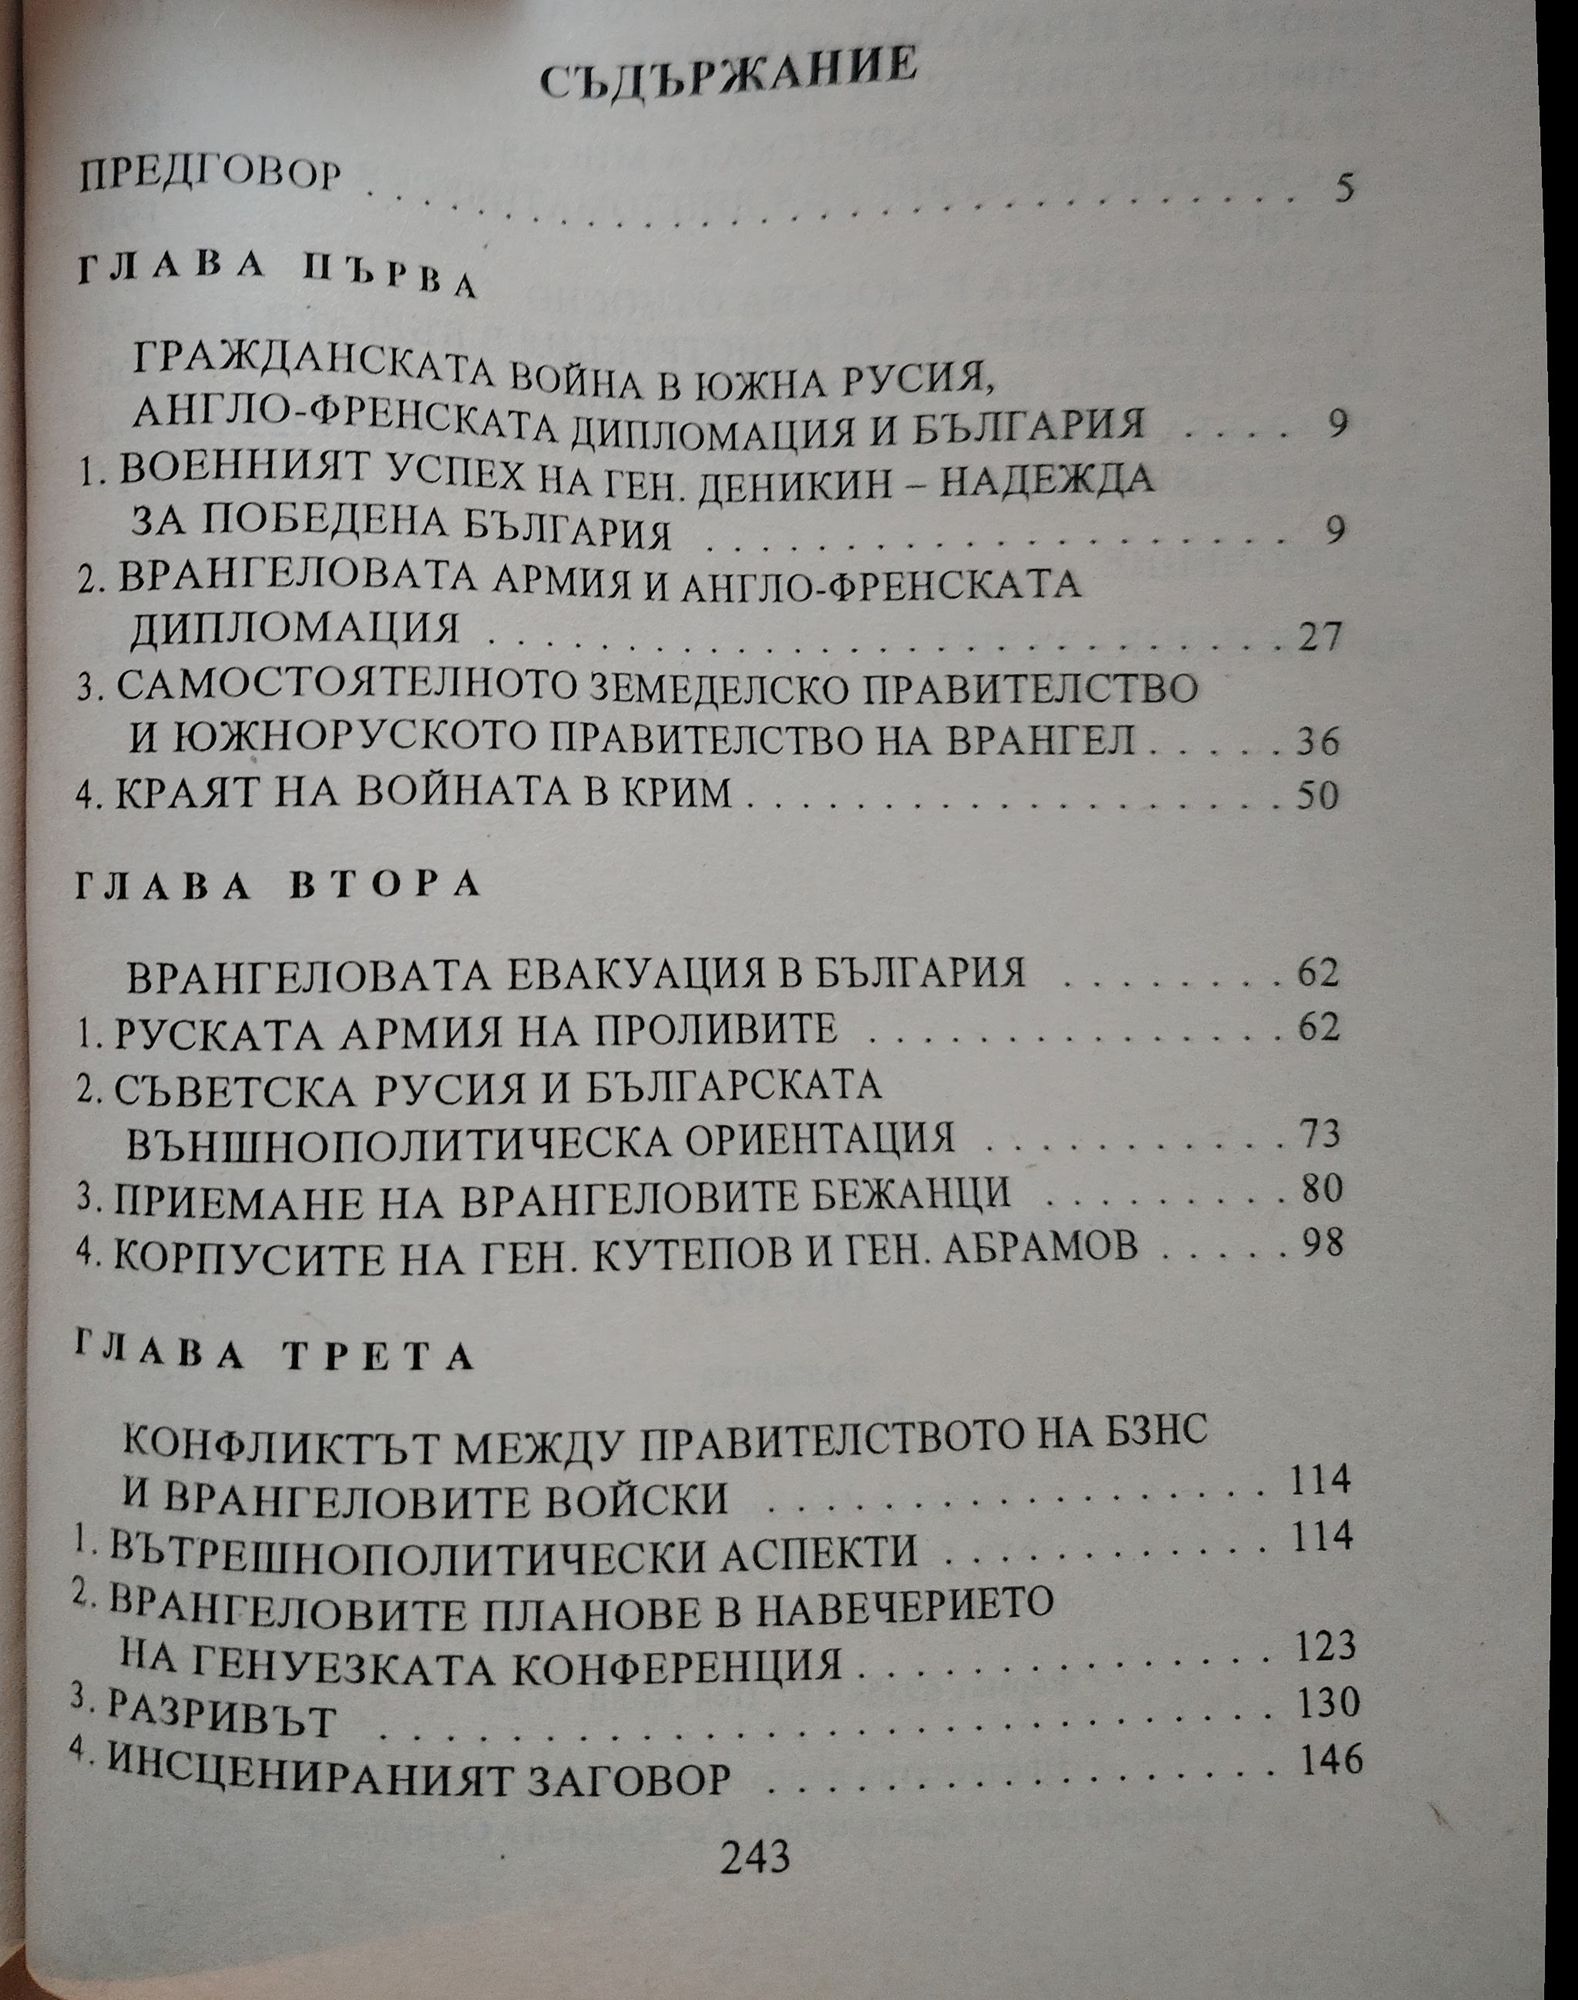 СЪДЪРЖАНИЕ
ПРЕДГОВОР . . . . . . . . . . . . . . . . . . . . . . . . . . . . . . . . . . 5
ГЛАВА ПЪРВА
ГРАЖДАНСКАТА ВОЙНА В ЮЖНА РУСИЯ,
АНГЛО-ФРЕНСКАТА ДИПЛОМАЦИЯ И БЪЛГАРИЯ . . . . 9
1. ВОЕННИЯТ УСПЕХ НА ГЕН. ДЕНИКИН – НАДЕЖДА
ЗА ПОБЕДЕНА БЪЛГАРИЯ . . . . . . . . . . . . . . . . . . . . . 9
2. ВРАНГЕЛОВАТА АРМИЯ И АНГЛО-ФРЕНСКАТА
ДИПЛОМАЦИЯ . . . . . . . . . . . . . . . . . . . . . . . . . . . . 27
3. САМОСТОЯТЕЛНОТО ЗЕМЕДЕЛСКО ПРАВИТЕЛСТВО
И ЮЖНОРУСКОТО ПРАВИТЕЛСТВО НА ВРАНГЕЛ . . . . . 36
4. КРАЯТ НА ВОЙНАТА В КРИМ . . . . . . . . . . . . . . . . . . . . 50
ГЛАВА ВТОРА
ВРАНГЕЛОВАТА ЕВАКУАЦИЯ В БЪЛГАРИЯ . . . . . . . . 62
1. РУСКАТА АРМИЯ НА ПРОЛИВИТЕ . . . . . . . . . . . . . . . 62
2. СЪВЕТСКА РУСИЯ И БЪЛГАРСКАТА
ВЪНШНОПОЛИТИЧЕСКА ОРИЕНТАЦИЯ . . . . . . . . . . . 73
3. ПРИЕМАНЕ НА ВРАНГЕЛОВИТЕ БЕЖАНЦИ . . . . . . . . . 80
4. КОРПУСИТЕ НА ГЕН. КУТЕПОВ И ГЕН. АБРАМОВ . . . . . 98
ГЛАВА ТРЕТА
КОНФЛИКТЪТ МЕЖДУ ПРАВИТЕЛСТВОТО НА БЗНС
И ВРАНГЕЛОВИТЕ ВОЙСКИ . . . . . . . . . . . . . . . . . . 114
1. ВЪТРЕШНОПОЛИТИЧЕСКИ АСПЕКТИ . . . . . . . . . . . . 114
2. ВРАНГЕЛОВИТЕ ПЛАНОВЕ В НАВЕЧЕРИЕТО
НА ГЕНУЕЗКАТА КОНФЕРЕНЦИЯ . . . . . . . . . . . . . . . 123
3. РАЗРИВЪТ . . . . . . . . . . . . . . . . . . . . . . . . . . . . . . . . 130
4. ИНСЦЕНИРАНИЯТ ЗАГОВОР . . . . . . . . . . . . . . . . . . 146
243